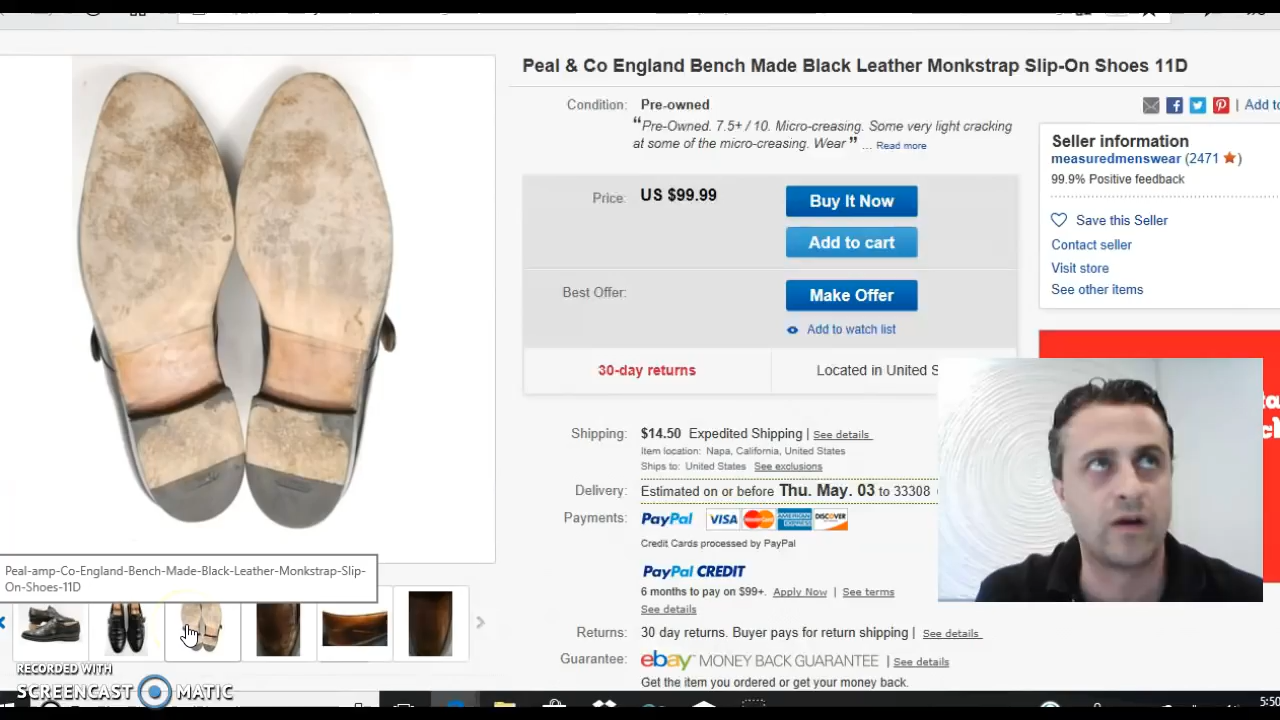 Peal & Co England Bench Made Black Leather Monkstrap Slip-On Shoes 11D
Condition: Pre-owned
“Pre-Owned. 7.5+ / 10. Micro-creasing. Some very light cracking
at some of the micro-creasing. Wear” ... Read more
Price: US $99.99
Buy It Now
Add to cart
Best Offer:
Make Offer
Add to watch list
30-day returns
Located in United S
Shipping: $14.50 Expedited Shipping | See details
Item location: Napa, California, United States
Ships to: United States See exclusions
Delivery: Estimated on or before Thu. May. 03 to 33308
Payments: PayPal VISA MasterCard AMERICAN EXPRESS DISCOVER
Credit Cards processed by PayPal
PayPal CREDIT
6 months to pay on $99+. Apply Now | See terms
See details
Returns: 30 day returns. Buyer pays for return shipping | See details
Guarantee: ebay MONEY BACK GUARANTEE | See details
Get the item you ordered or get your money back.
| Add to
Seller information
measuredmenswear (2471 )
99.9% Positive feedback
Save this Seller
Contact seller
Visit store
See other items
Peal-amp-Co-England-Bench-Made-Black-Leather-Monkstrap-Slip-
On-Shoes-11D
RECORDED WITH
SCREENCAST MATIC
5:50